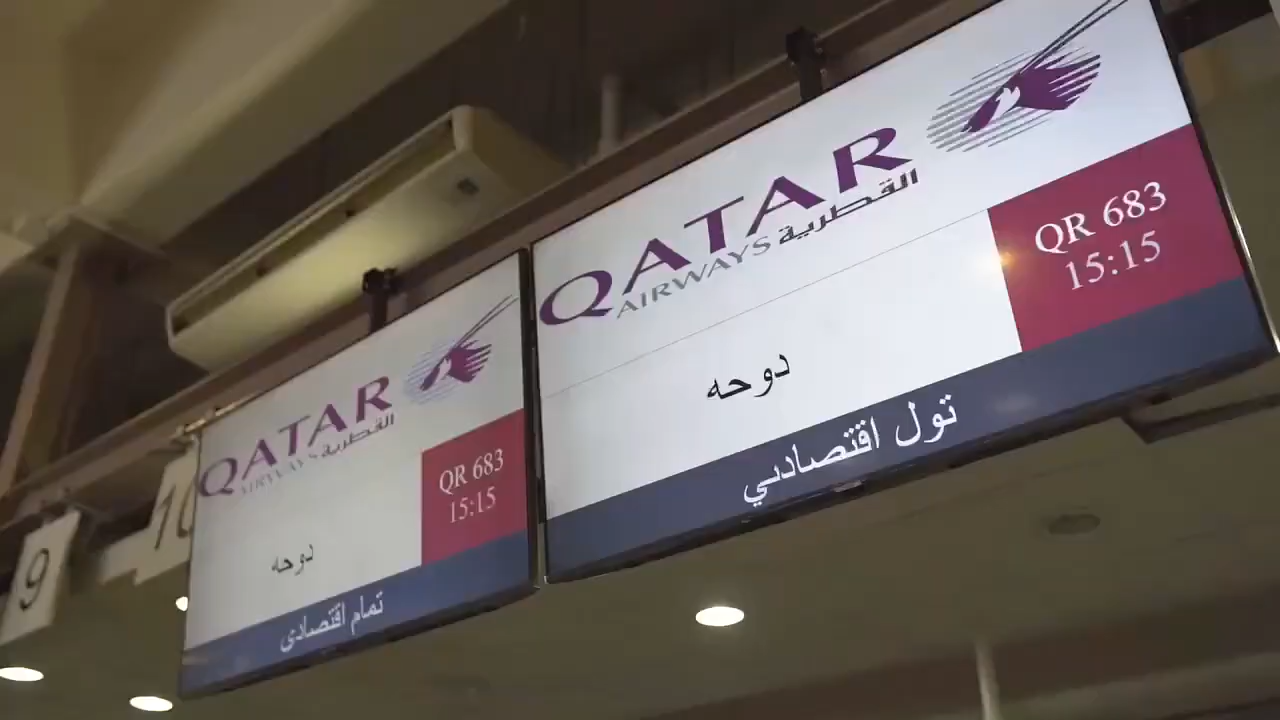 9
10
QATAR
AIRWAYS القطرية
QR 683
15:15
دوحه
تمام اقتصادی
QATAR
AIRWAYS القطرية
QR 683
15:15
دوحه
تول اقتصادىي